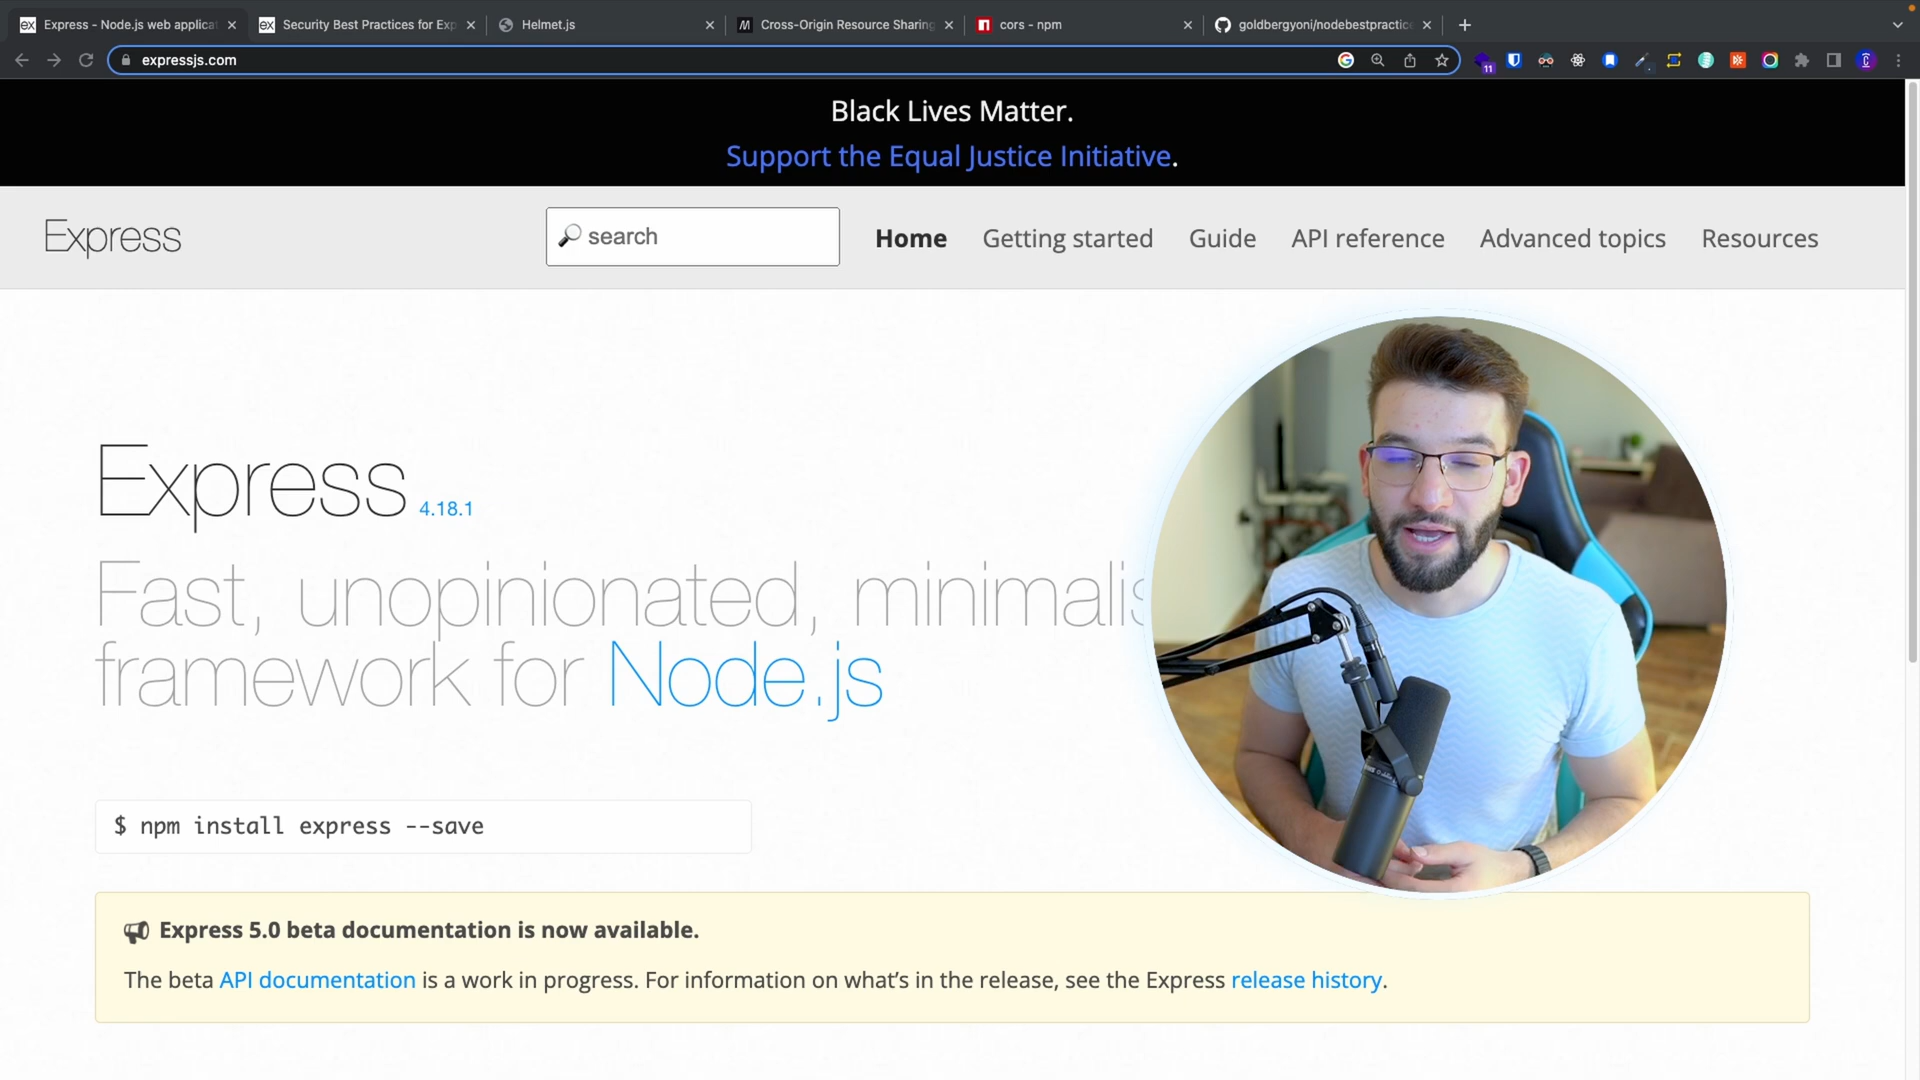 Express - Node.js web applicat
Security Best Practices for Exp
Helmet.js
Cross-Origin Resource Sharing
cors - npm
goldbergyoni/nodebestpractice
expressjs.com
11
Black Lives Matter.
Support the Equal Justice Initiative.
Express
search
Home
Getting started
Guide
API reference
Advanced topics
Resources
Express 4.18.1
Fast, unopinionated, minimalis
framework for Node.js
$ npm install express --save
Express 5.0 beta documentation is now available.
The beta API documentation is a work in progress. For information on what's in the release, see the Express release history.